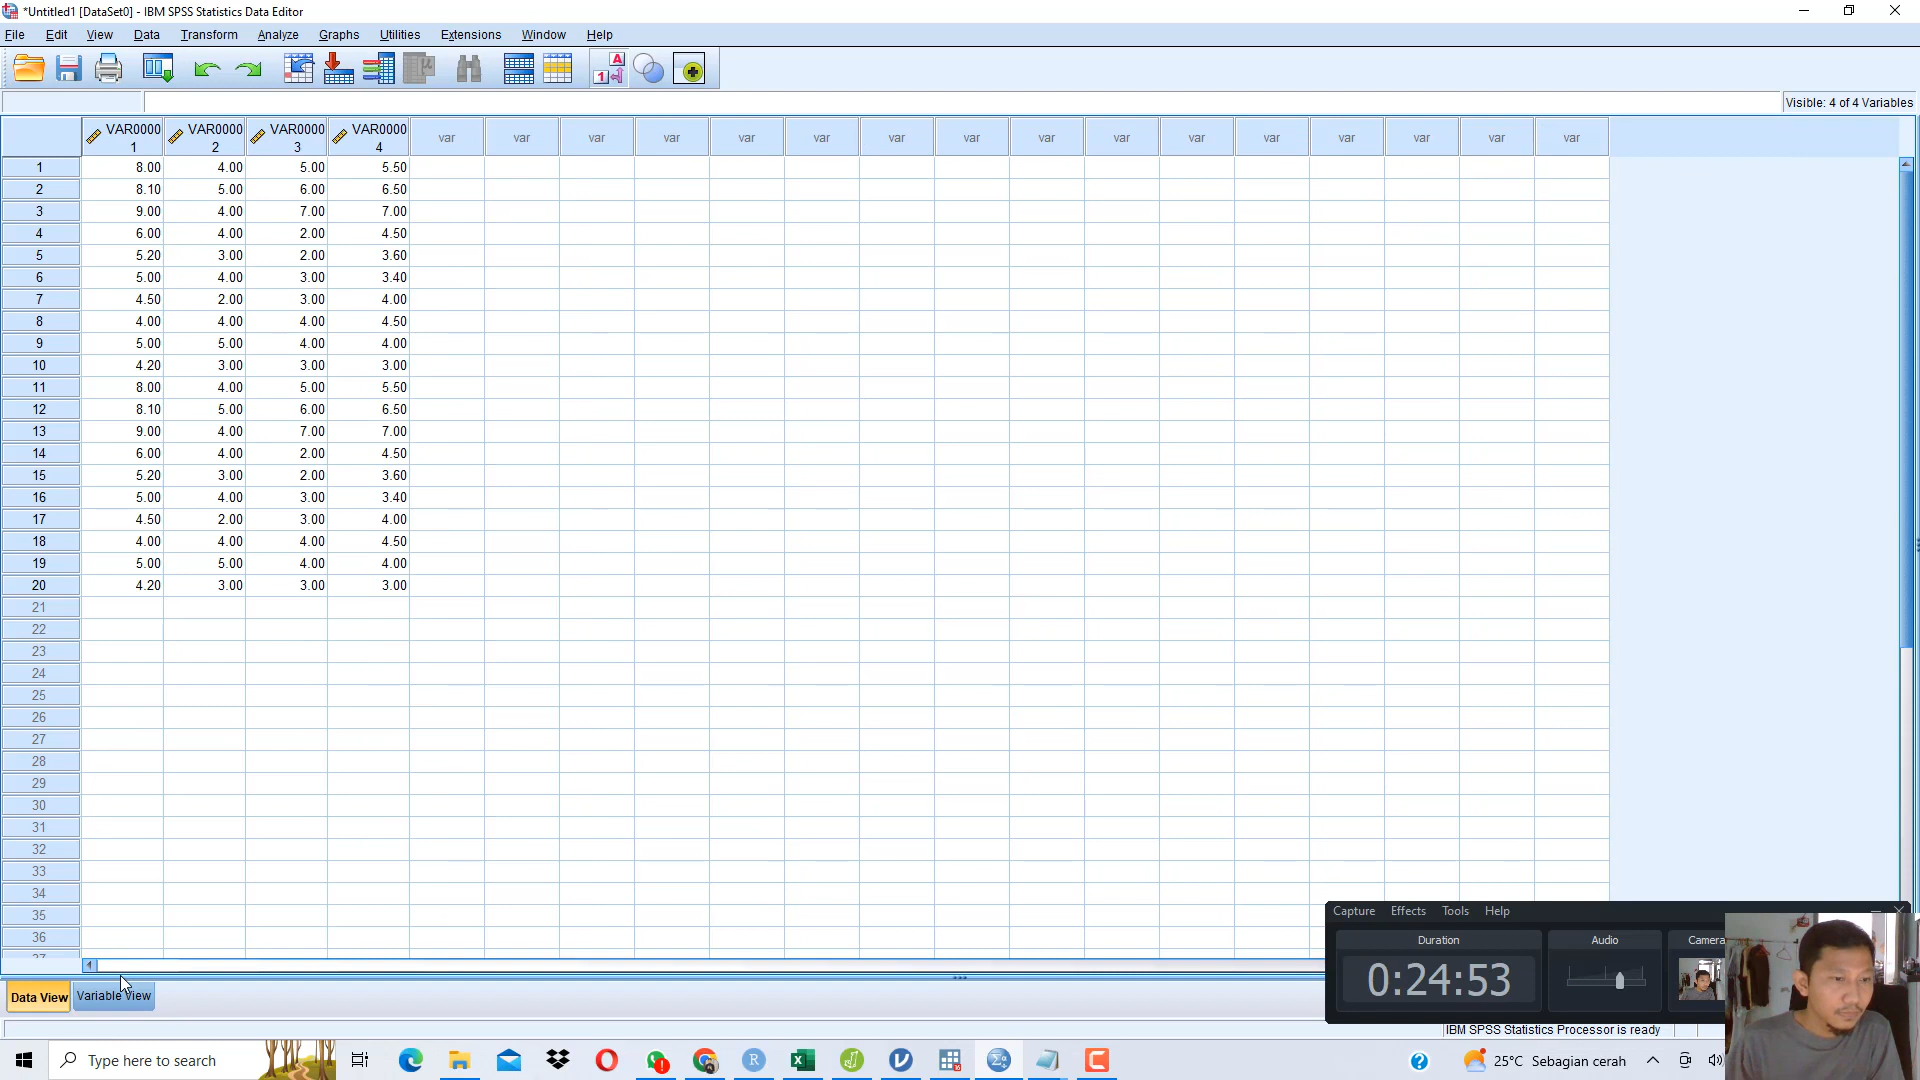 *Untitled1 [DataSet0] - IBM SPSS Statistics Data Editor
File Edit View Data Transform Analyze Graphs Utilities Extensions Window Help
Visible: 4 of 4 Variables
VAR0000 VAR0000 VAR0000 VAR0000 var var var var var var var var var var var var var var var var
1 2 3 4
1 8.00 4.00 5.00 5.50
2 8.10 5.00 6.00 6.50
3 9.00 4.00 7.00 7.00
4 6.00 4.00 2.00 4.50
5 5.20 3.00 2.00 3.60
6 5.00 4.00 3.00 3.40
7 4.50 2.00 3.00 4.00
8 4.00 4.00 4.00 4.50
9 5.00 5.00 4.00 4.00
10 4.20 3.00 3.00 3.00
11 8.00 4.00 5.00 5.50
12 8.10 5.00 6.00 6.50
13 9.00 4.00 7.00 7.00
14 6.00 4.00 2.00 4.50
15 5.20 3.00 2.00 3.60
16 5.00 4.00 3.00 3.40
17 4.50 2.00 3.00 4.00
18 4.00 4.00 4.00 4.50
19 5.00 5.00 4.00 4.00
20 4.20 3.00 3.00 3.00
21
22
23
24
25
26
27
28
29
30
31
32
33
34
35
36
37
Capture Effects Tools Help
Duration Audio Camera
0:24:53
Data View Variable View
IBM SPSS Statistics Processor is ready
Type here to search
25°C Sebagian cerah